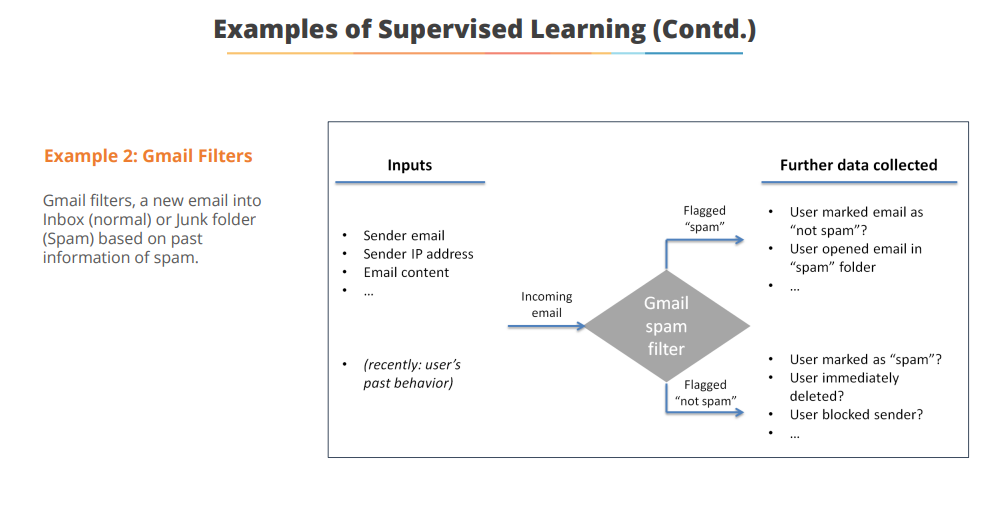 Examples of Supervised Learning (Contd.)
Example 2: Gmail Filters
Gmail filters, a new email into
Inbox (normal) or Junk folder
(Spam) based on past
information of spam.
Inputs
• Sender email
• Sender IP address
• Email content
• ...
• (recently: user's
past behavior)
Incoming
email
Gmail
spam
filter
Flagged
“spam”
Flagged
“not spam”
Further data collected
• User marked email as
“not spam”?
• User opened email in
“spam” folder
• ...
• User marked as “spam”?
• User immediately
deleted?
• User blocked sender?
• ...